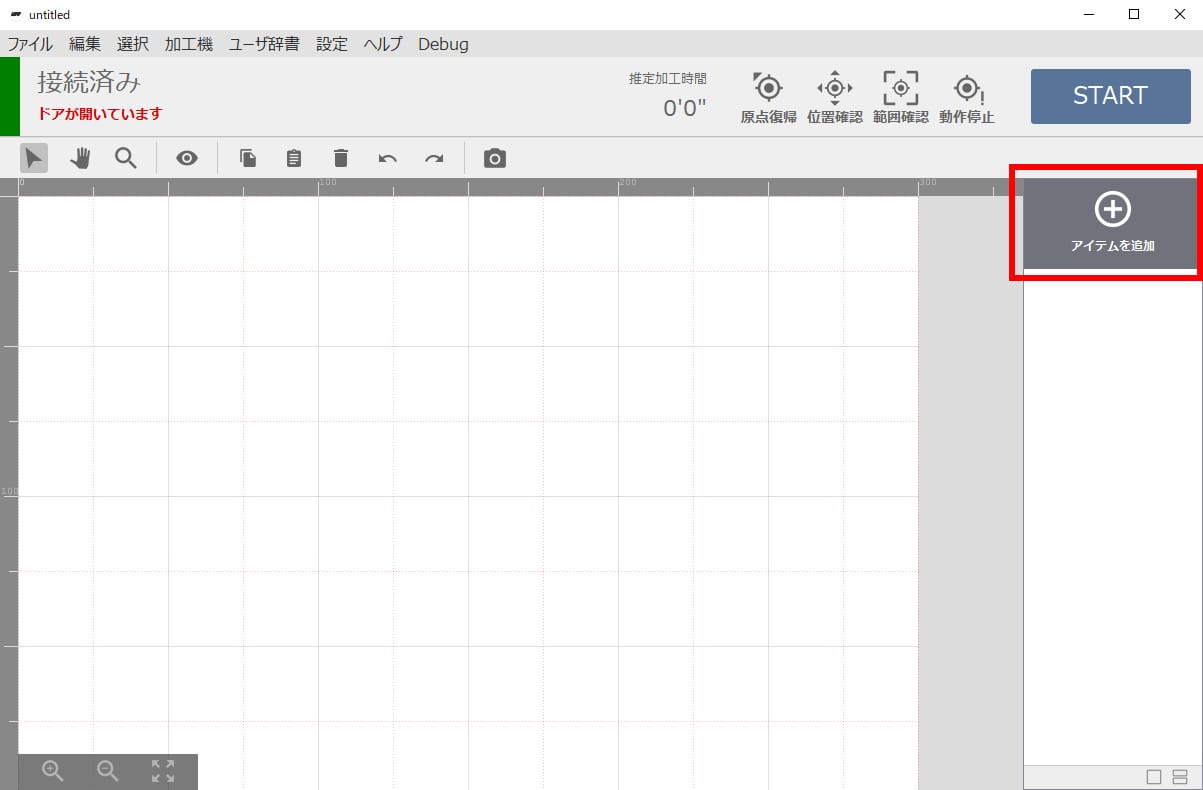 untitled
ファイル 編集 選択 加工機 ユーザ辞書 設定 ヘルプ Debug
接続済み
ドアが開いています
推定加工時間
0'0"
原点復帰 位置確認 範囲確認 動作停止
START
0 100 200 300
アイテムを追加
100